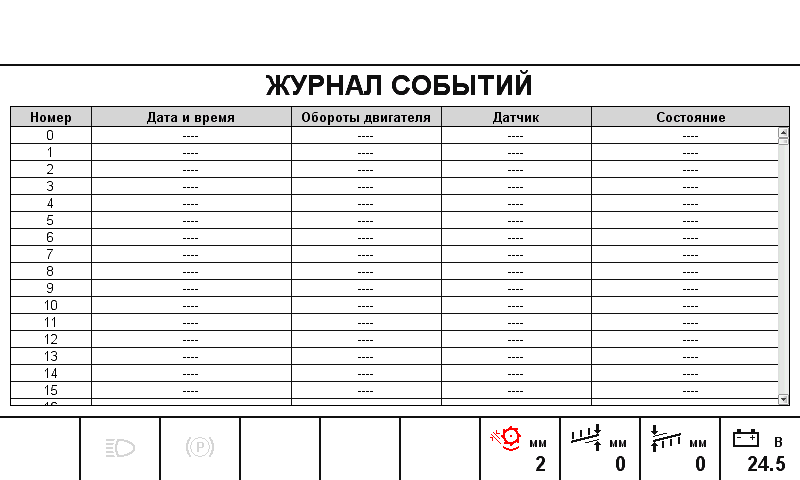 ЖУРНАЛ СОБЫТИЙ
Номер Дата и время Обороты двигателя Датчик Состояние
0 ---- ---- ---- ----
1 ---- ---- ---- ----
2 ---- ---- ---- ----
3 ---- ---- ---- ----
4 ---- ---- ---- ----
5 ---- ---- ---- ----
6 ---- ---- ---- ----
7 ---- ---- ---- ----
8 ---- ---- ---- ----
9 ---- ---- ---- ----
10 ---- ---- ---- ----
11 ---- ---- ---- ----
12 ---- ---- ---- ----
13 ---- ---- ---- ----
14 ---- ---- ---- ----
15 ---- ---- ---- ----
P мм мм мм В
2 0 0 24.5